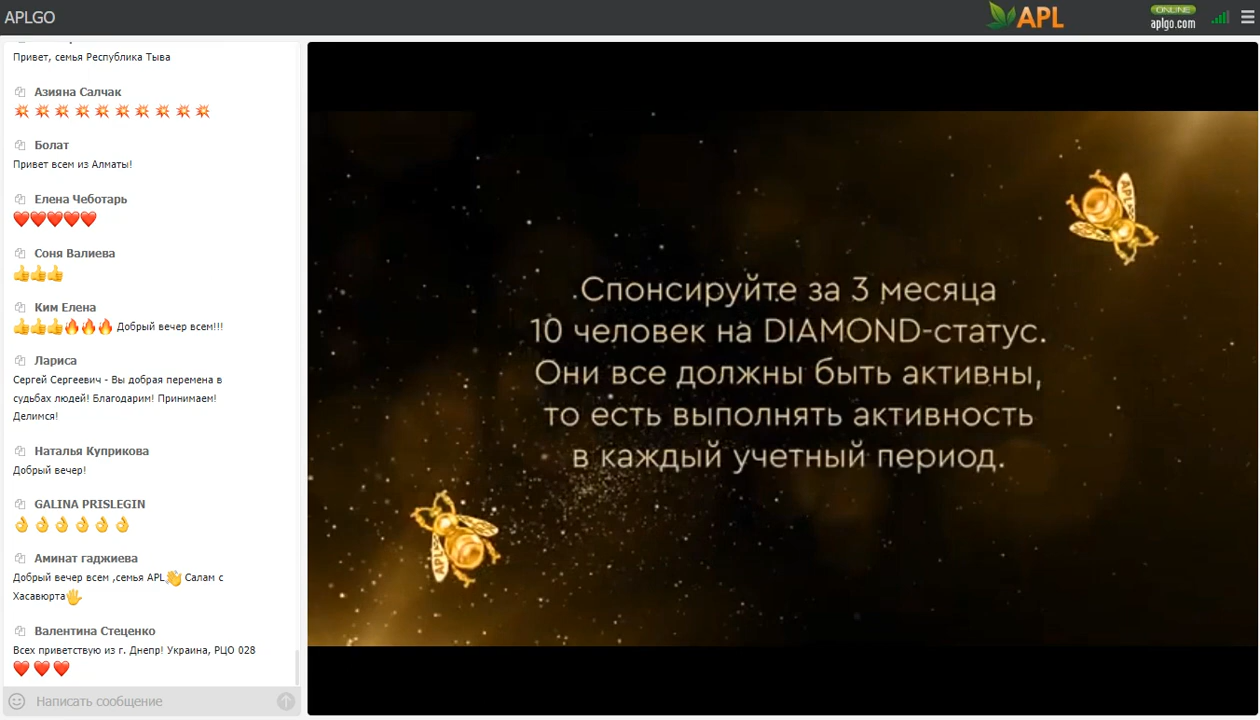 APLGO
APL
ONLINE
aplgo.com
Привет, семья Республика Тыва
Азияна Салчак
Болат
Привет всем из Алматы!
Елена Чеботарь
Соня Валиева
Ким Елена
Добрый вечер всем!!!
Лариса
Сергей Сергеевич - Вы добрая перемена в
судьбах людей! Благодарим! Принимаем!
Делимся!
Наталья Куприкова
Добрый вечер!
GALINA PRISLEGIN
Аминат гаджиева
Добрый вечер всем ,семья APL Салам с
Хасавюрта
Валентина Стеценко
Всех приветствую из г. Днепр! Украина, РЦО 028
Написать сообщение
Спонсируйте за 3 месяца
10 человек на DIAMOND-статус.
Они все должны быть активны,
то есть выполнять активность
в каждый учетный период.
APL
APL